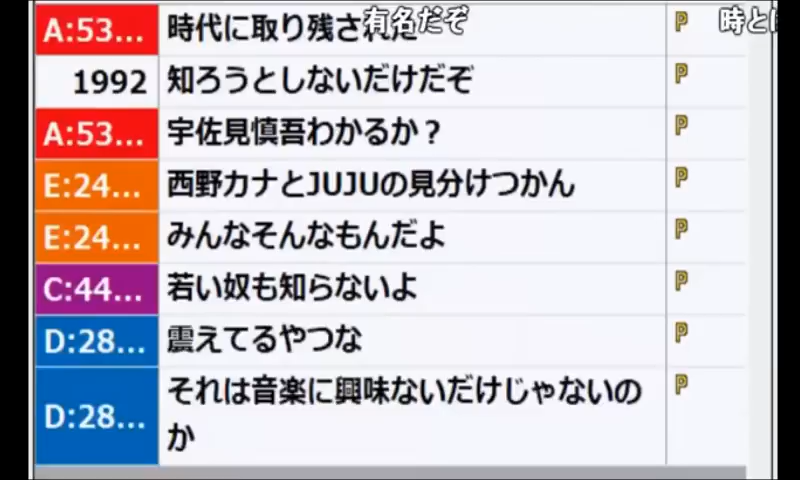 A:53... 時代に取り残された P
有名だぞ
1992 知ろうとしないだけだぞ P
A:53... 宇佐見慎吾わかるか？ P
E:24... 西野カナとJUJUの見分けつかん P
E:24... みんなそんなもんだよ P
C:44... 若い奴も知らないよ P
D:28... 震えてるやつな P
D:28... それは音楽に興味ないだけじゃないの P
か